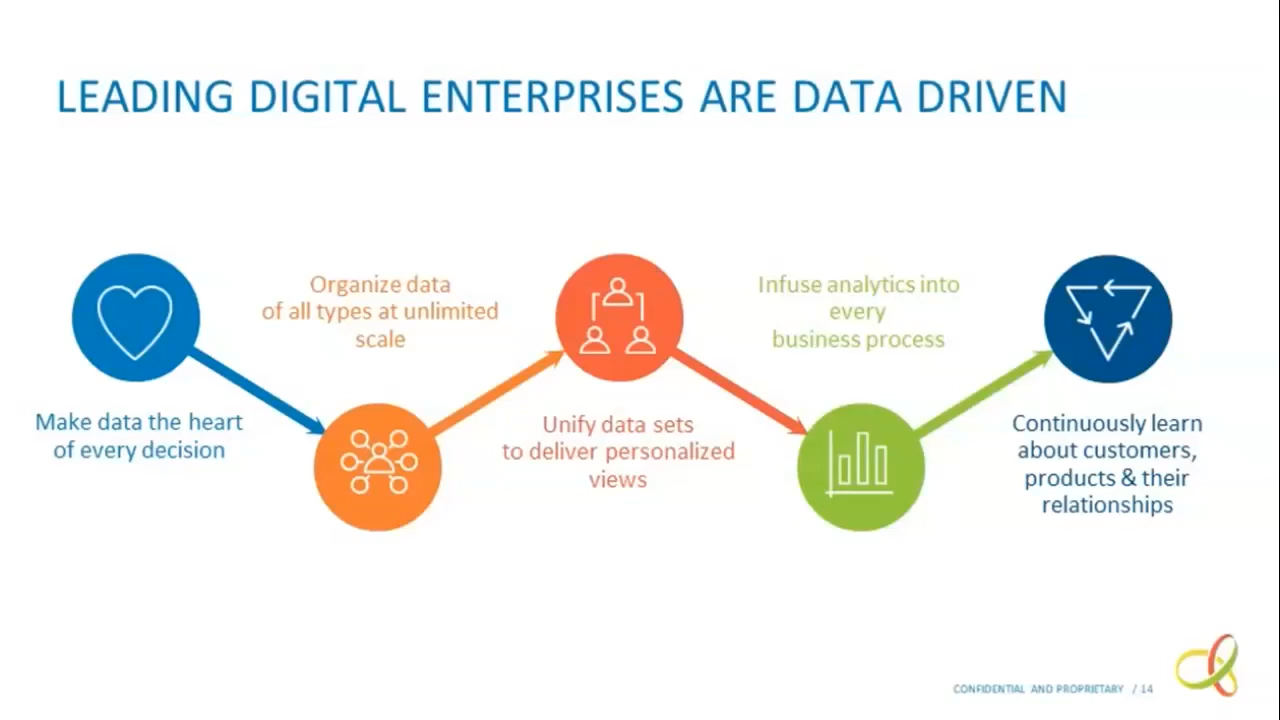 LEADING DIGITAL ENTERPRISES ARE DATA DRIVEN
Make data the heart
of every decision
Organize data
of all types at unlimited
scale
Unify data sets
to deliver personalized
views
Infuse analytics into
every
business process
Continuously learn
about customers,
products & their
relationships
CONFIDENTIAL AND PROPRIETARY / 14